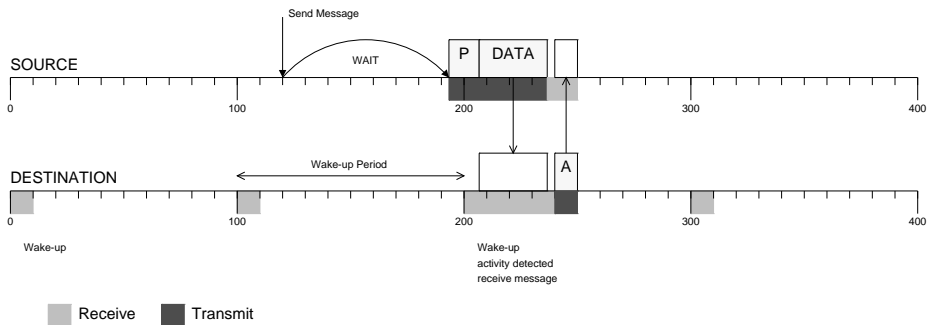 Send Message
P DATA
WAIT
SOURCE
0 100 200 300 400
Wake-up Period
A
DESTINATION
0 100 200 300 400
Wake-up
Wake-up
activity detected
receive message
Receive Transmit